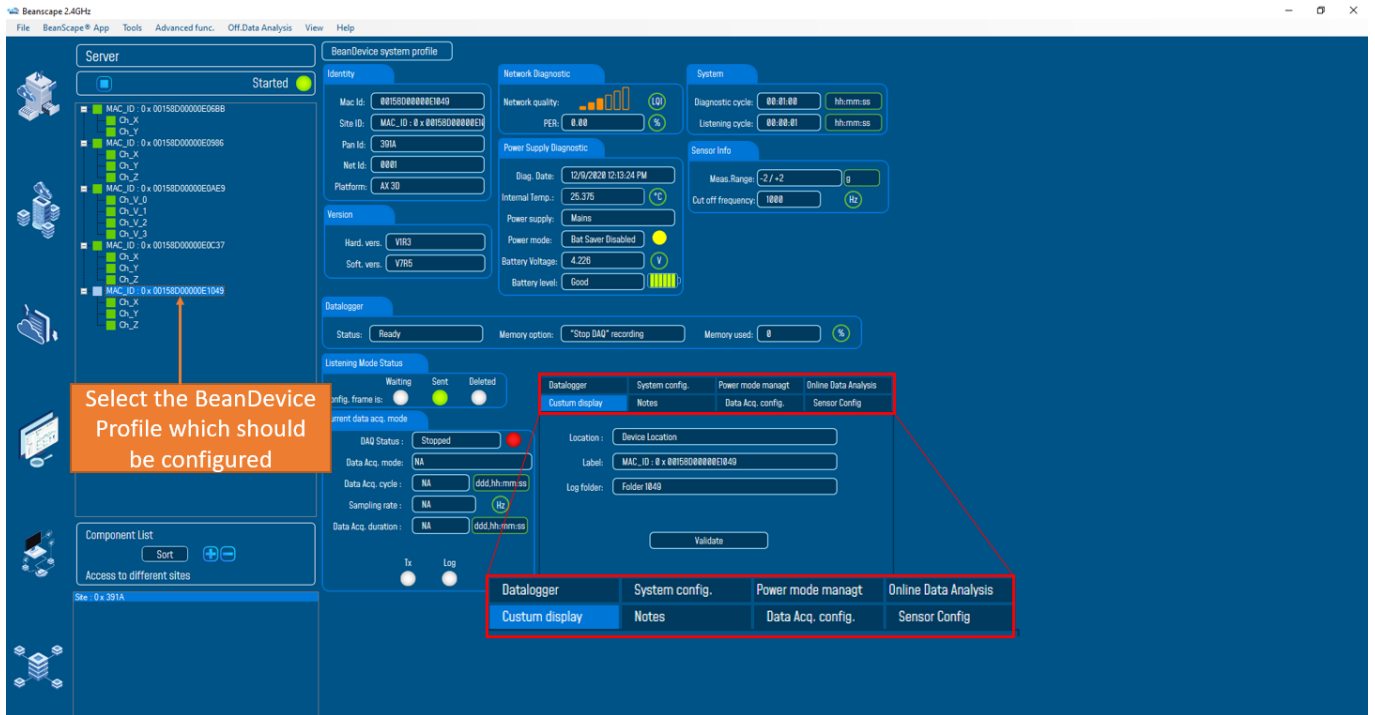 Beanscape 2.4GHz
File BeanScape® App Tools Advanced func. Off.Data Analysis View Help
Server
Started
MAC_ID : 0 x 00158D00000E06BB
Ch_X
Ch_Y
MAC_ID : 0 x 00158D00000E0986
Ch_X
Ch_Y
Ch_Z
MAC_ID : 0 x 00158D00000E0AE9
Ch_V_0
Ch_V_1
Ch_V_2
Ch_V_3
MAC_ID : 0 x 00158D00000E0C37
Ch_X
Ch_Y
Ch_Z
MAC_ID : 0 x 00158D00000E1049
Ch_X
Ch_Y
Ch_Z
Select the BeanDevice
Profile which should
be configured
Component List
Sort
Access to different sites
Site : 0 x 391A
BeanDevice system profile
Identity
Mac Id: 00158D00000E1049
Site ID: MAC_ID : 0 x 00158D00000E1(
Pan Id: 391A
Net Id: 0001
Platform: AX 3D
Version
Hard. vers. V1R3
Soft. vers. V7R5
Network Diagnostic
Network quality: LQI
PER: 0.00 %
Power Supply Diagnostic
Diag. Date: 12/9/2020 12:13:24 PM
Internal Temp.: 25.375 °C
Power supply: Mains
Power mode: Bat Saver Disabled
Battery Voltage: 4.226 V
Battery level: Good
System
Diagnostic cycle: 00:01:00 hh:mm:ss
Listening cycle: 00:00:01 hh:mm:ss
Sensor Info
Meas.Range: -2 / +2 g
Cut off frequency: 1000 Hz
Datalogger
Status: Ready Memory option: "Stop DAQ" recording Memory used: 0 %
Listening Mode Status
Waiting Sent Deleted
onfig. frame is:
urrent data acq. mode
DAQ Status : Stopped
Data Acq. mode: NA
Data Acq. cycle : NA ddd,hh:mm:ss
Sampling rate : NA Hz
Data Acq. duration : NA ddd,hh:mm:ss
Tx Log
Datalogger System config. Power mode managt Online Data Analysis
Custum display Notes Data Acq. config. Sensor Config
Location : Device Location
Label: MAC_ID : 0 x 00158D00000E1049
Log folder: Folder 1049
Validate
Datalogger System config. Power mode managt Online Data Analysis
Custum display Notes Data Acq. config. Sensor Config